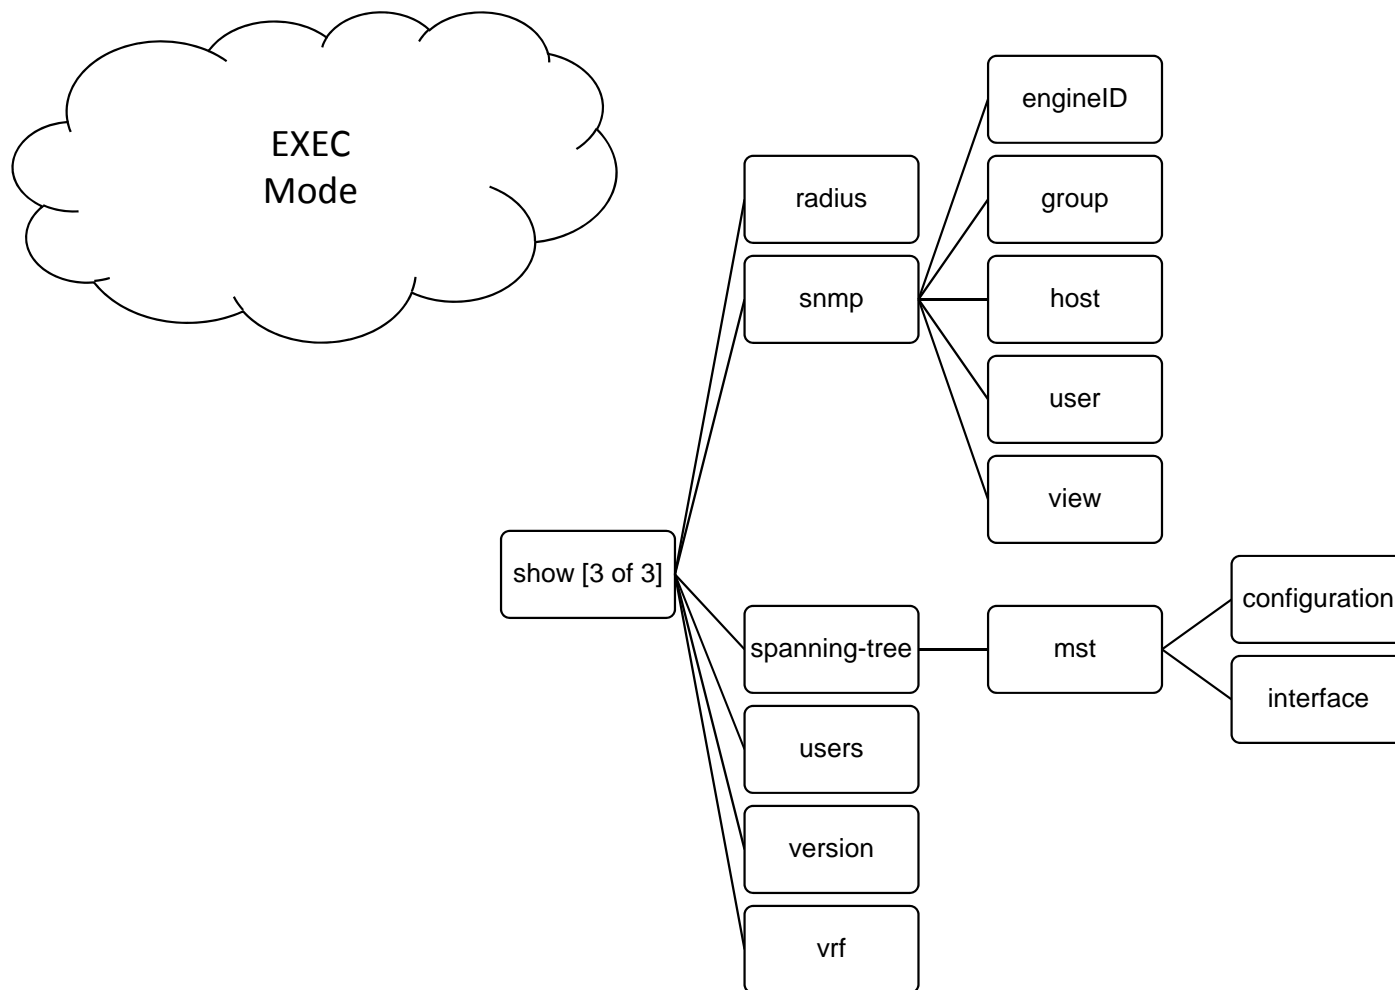 EXEC
Mode
engineID
radius
group
snmp
host
user
view
show [3 of 3]
configuration
spanning-tree
mst
interface
users
version
vrf